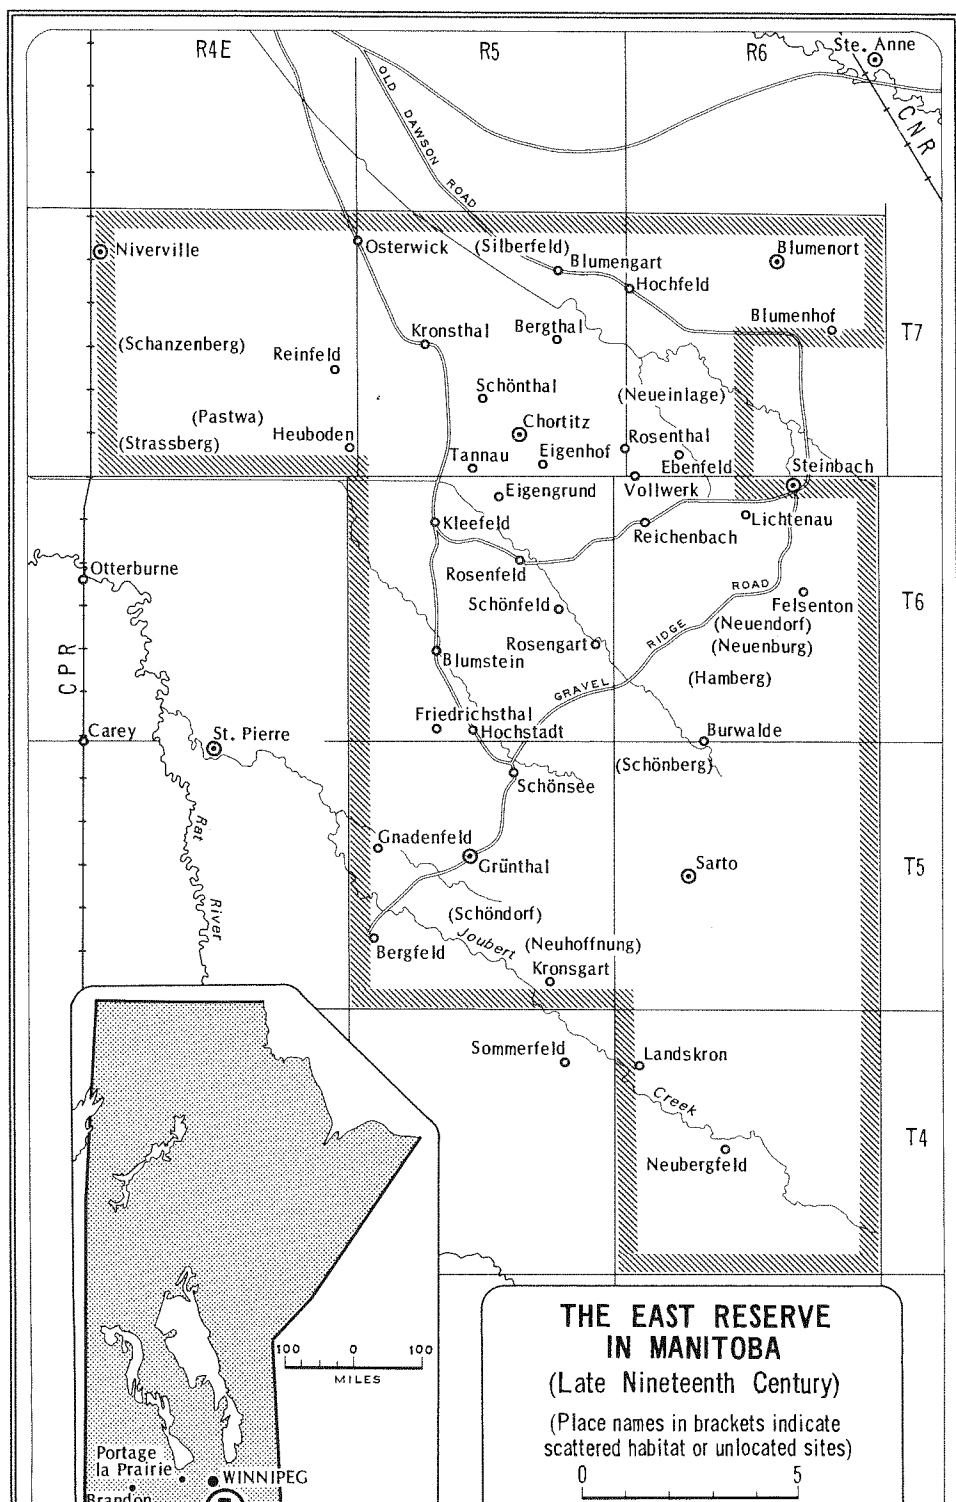 R4E
R5
R6
Ste. Anne
CNR
OLD DAWSON ROAD
Niverville
Osterwick
(Silberfeld)
Blumengart
Blumenort
Hochfeld
Blumenhof
T7
Kronsthal
Bergthal
(Schanzenberg)
Reinfeld
Schönthal
(Neueinlage)
(Pastwa)
Chortitz
(Strassberg)
Heuboden
Rosenthal
Tannau
Eigenhof
Ebenfeld
Steinbach
Vollwerk
Eigengrund
Kleefeld
Lichtenau
Reichenbach
Otterburne
Rosenfeld
GRAVEL RIDGE ROAD
T6
Schönfeld
Felsenton
(Neuendorf)
Rosengart
(Neuenburg)
CPR
Blumstein
(Hamberg)
Friedrichsthal
Carey
St. Pierre
Hochstadt
Burwalde
(Schönberg)
Schönsee
Rat River
Gnadenfeld
Grünthal
Sarto
T5
(Schöndorf)
Joubert Creek
(Neuhoffnung)
Bergfeld
Kronsgart
Sommerfeld
Landskron
T4
Neubergfeld
THE EAST RESERVE
IN MANITOBA
(Late Nineteenth Century)
(Place names in brackets indicate
scattered habitat or unlocated sites)
0 5
100 0 100
MILES
Portage
la Prairie
WINNIPEG
Brandon